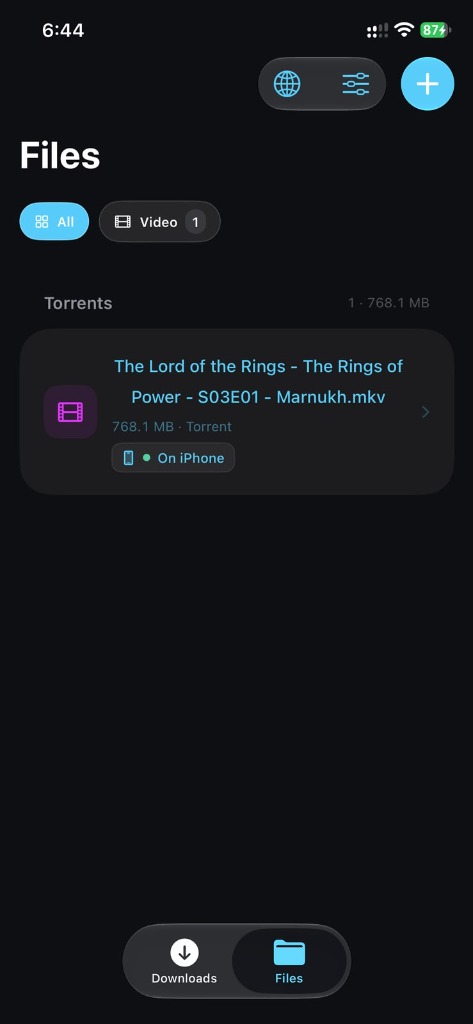 6:44
87
Files
All
Video 1
Torrents
1 · 768.1 MB
The Lord of the Rings - The Rings of
Power - S03E01 - Marnukh.mkv
768.1 MB · Torrent
On iPhone
Downloads
Files